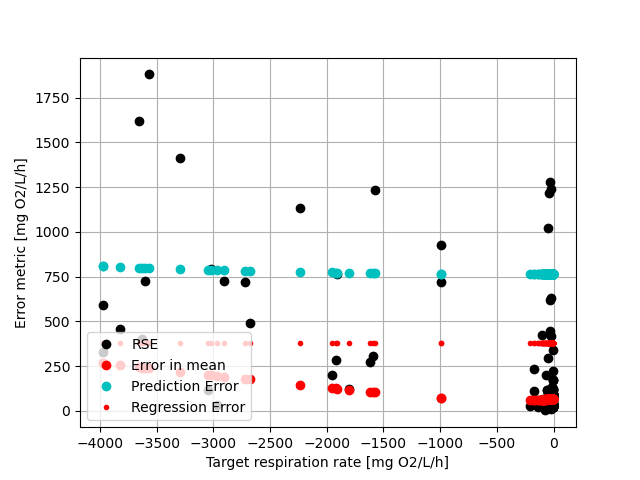 1750
1500
1250
1000
750
500
250
0
Error metric [mg O2/L/h]
RSE
Error in mean
Prediction Error
Regression Error
−4000 −3500 −3000 −2500 −2000 −1500 −1000 −500 0
Target respiration rate [mg O2/L/h]